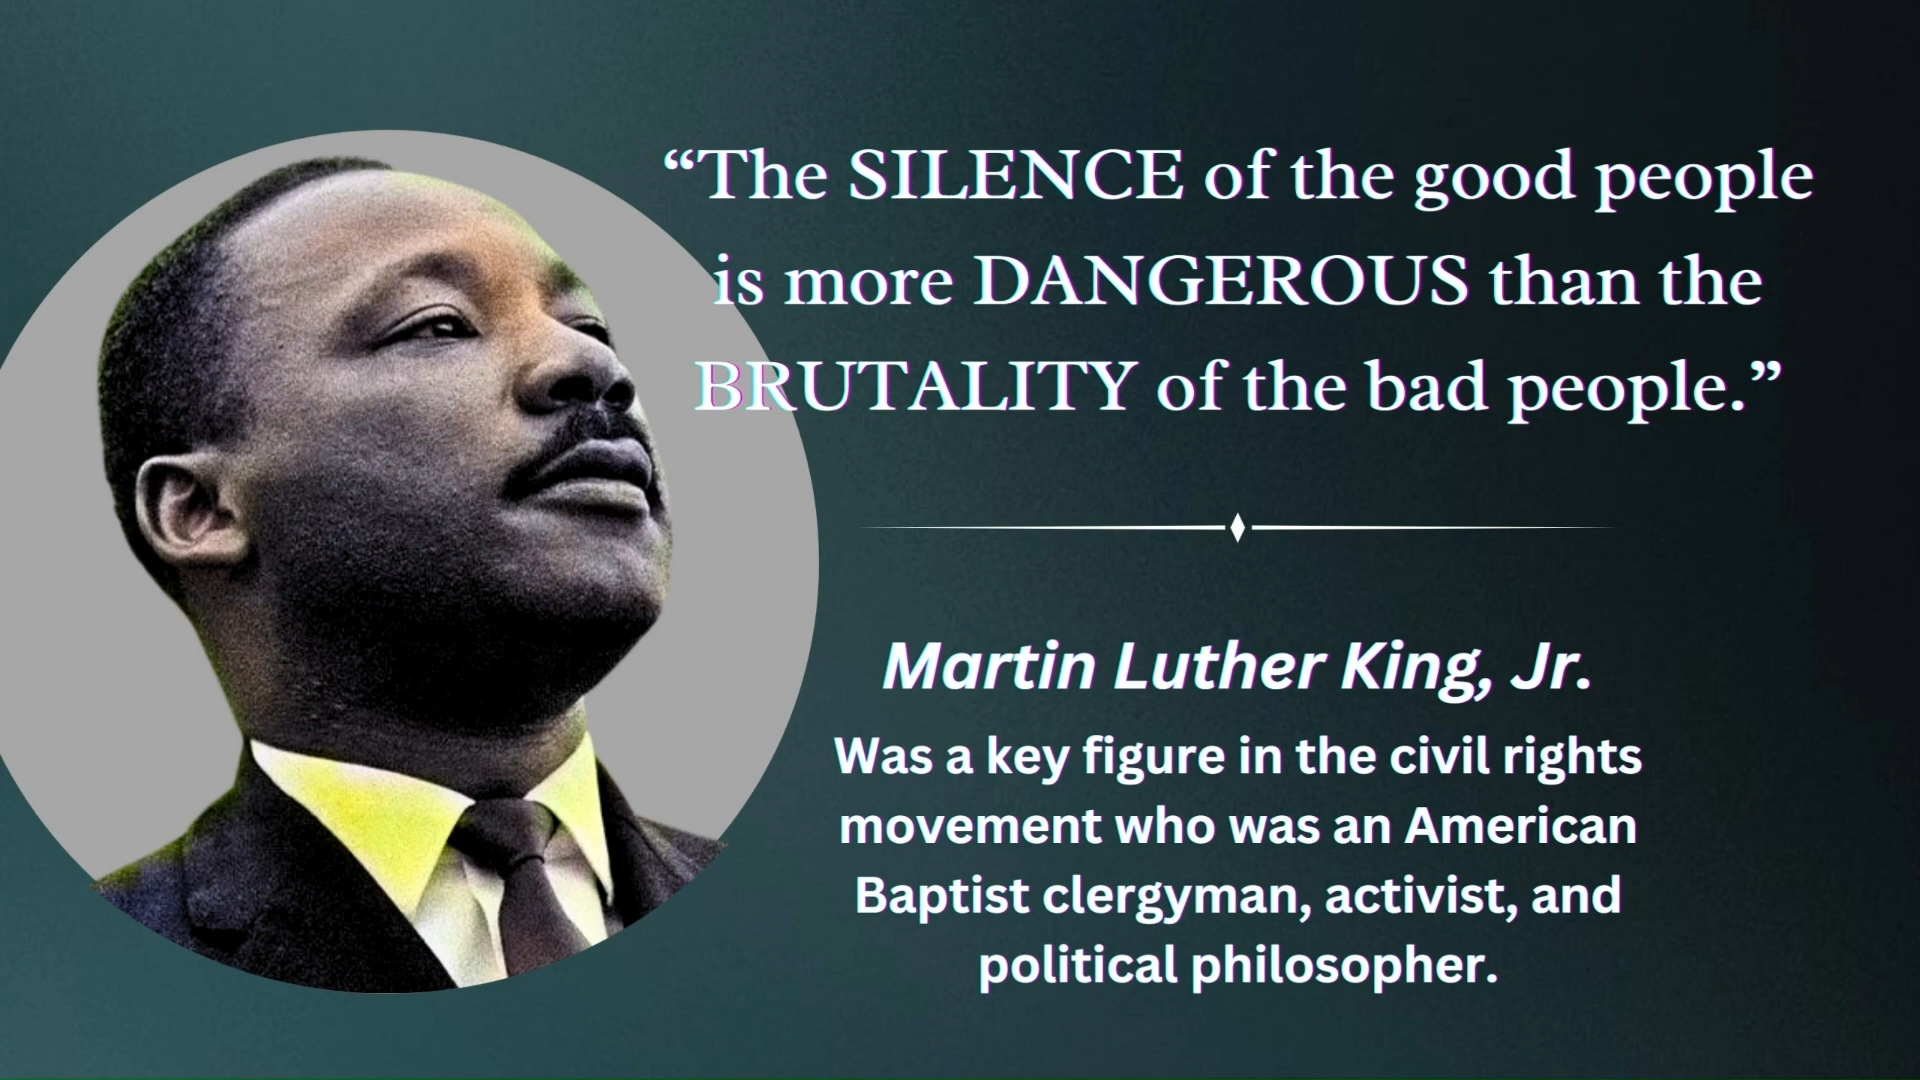 “The SILENCE of the good people
is more DANGEROUS than the
BRUTALITY of the bad people.”
Martin Luther King, Jr.
Was a key figure in the civil rights
movement who was an American
Baptist clergyman, activist, and
political philosopher.